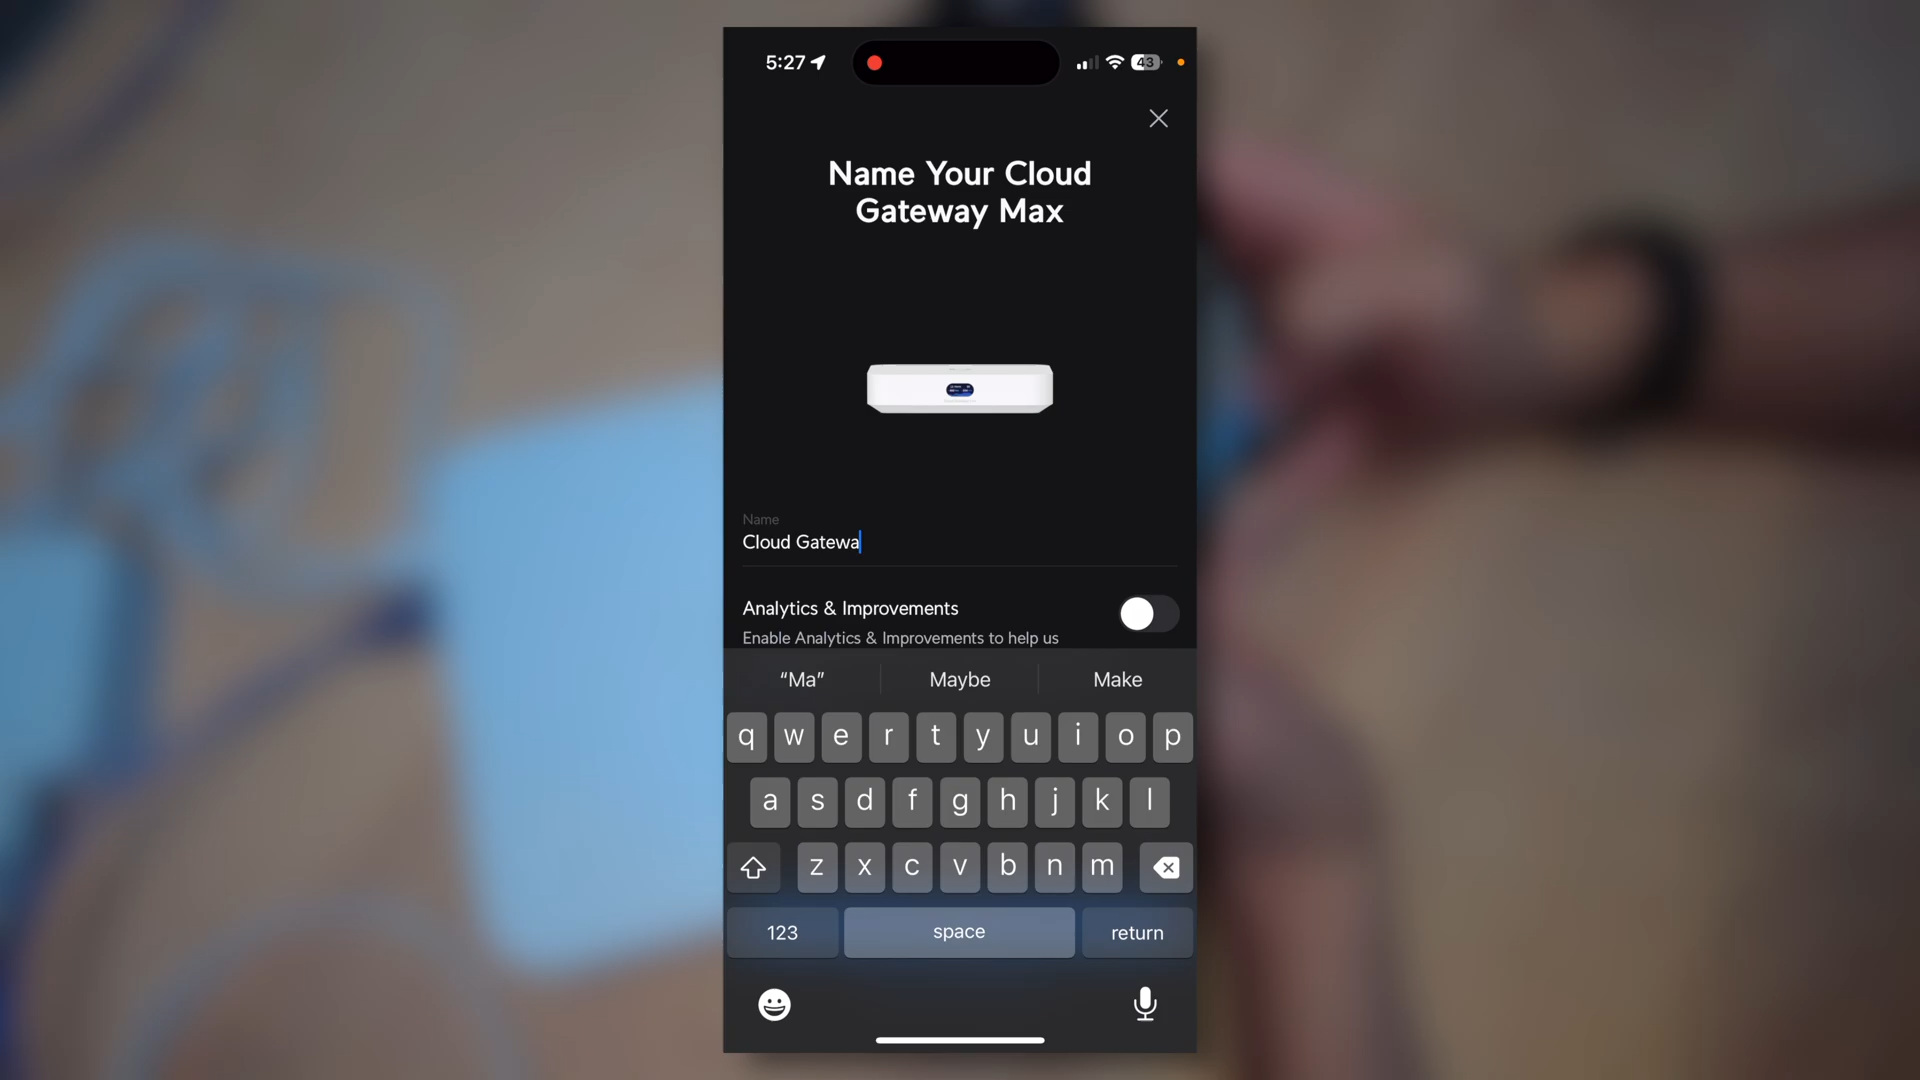 5:27
43
Name Your Cloud
Gateway Max
Name
Cloud Gatewa
Analytics & Improvements
Enable Analytics & Improvements to help us
“Ma” Maybe Make
q w e r t y u i o p
a s d f g h j k l
z x c v b n m
123 space return